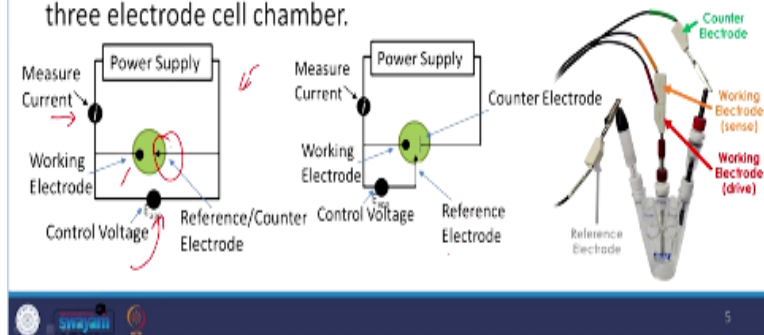 three electrode cell chamber.
Power Supply
Measure
Current
Working
Electrode
Control Voltage
Reference/Counter
Electrode
Power Supply
Measure
Current
Counter Electrode
Working
Electrode
Control Voltage
Reference
Electrode
Counter
Electrode
Working
Electrode
(sense)
Working
Electrode
(drive)
Reference
Electrode
swayam
5